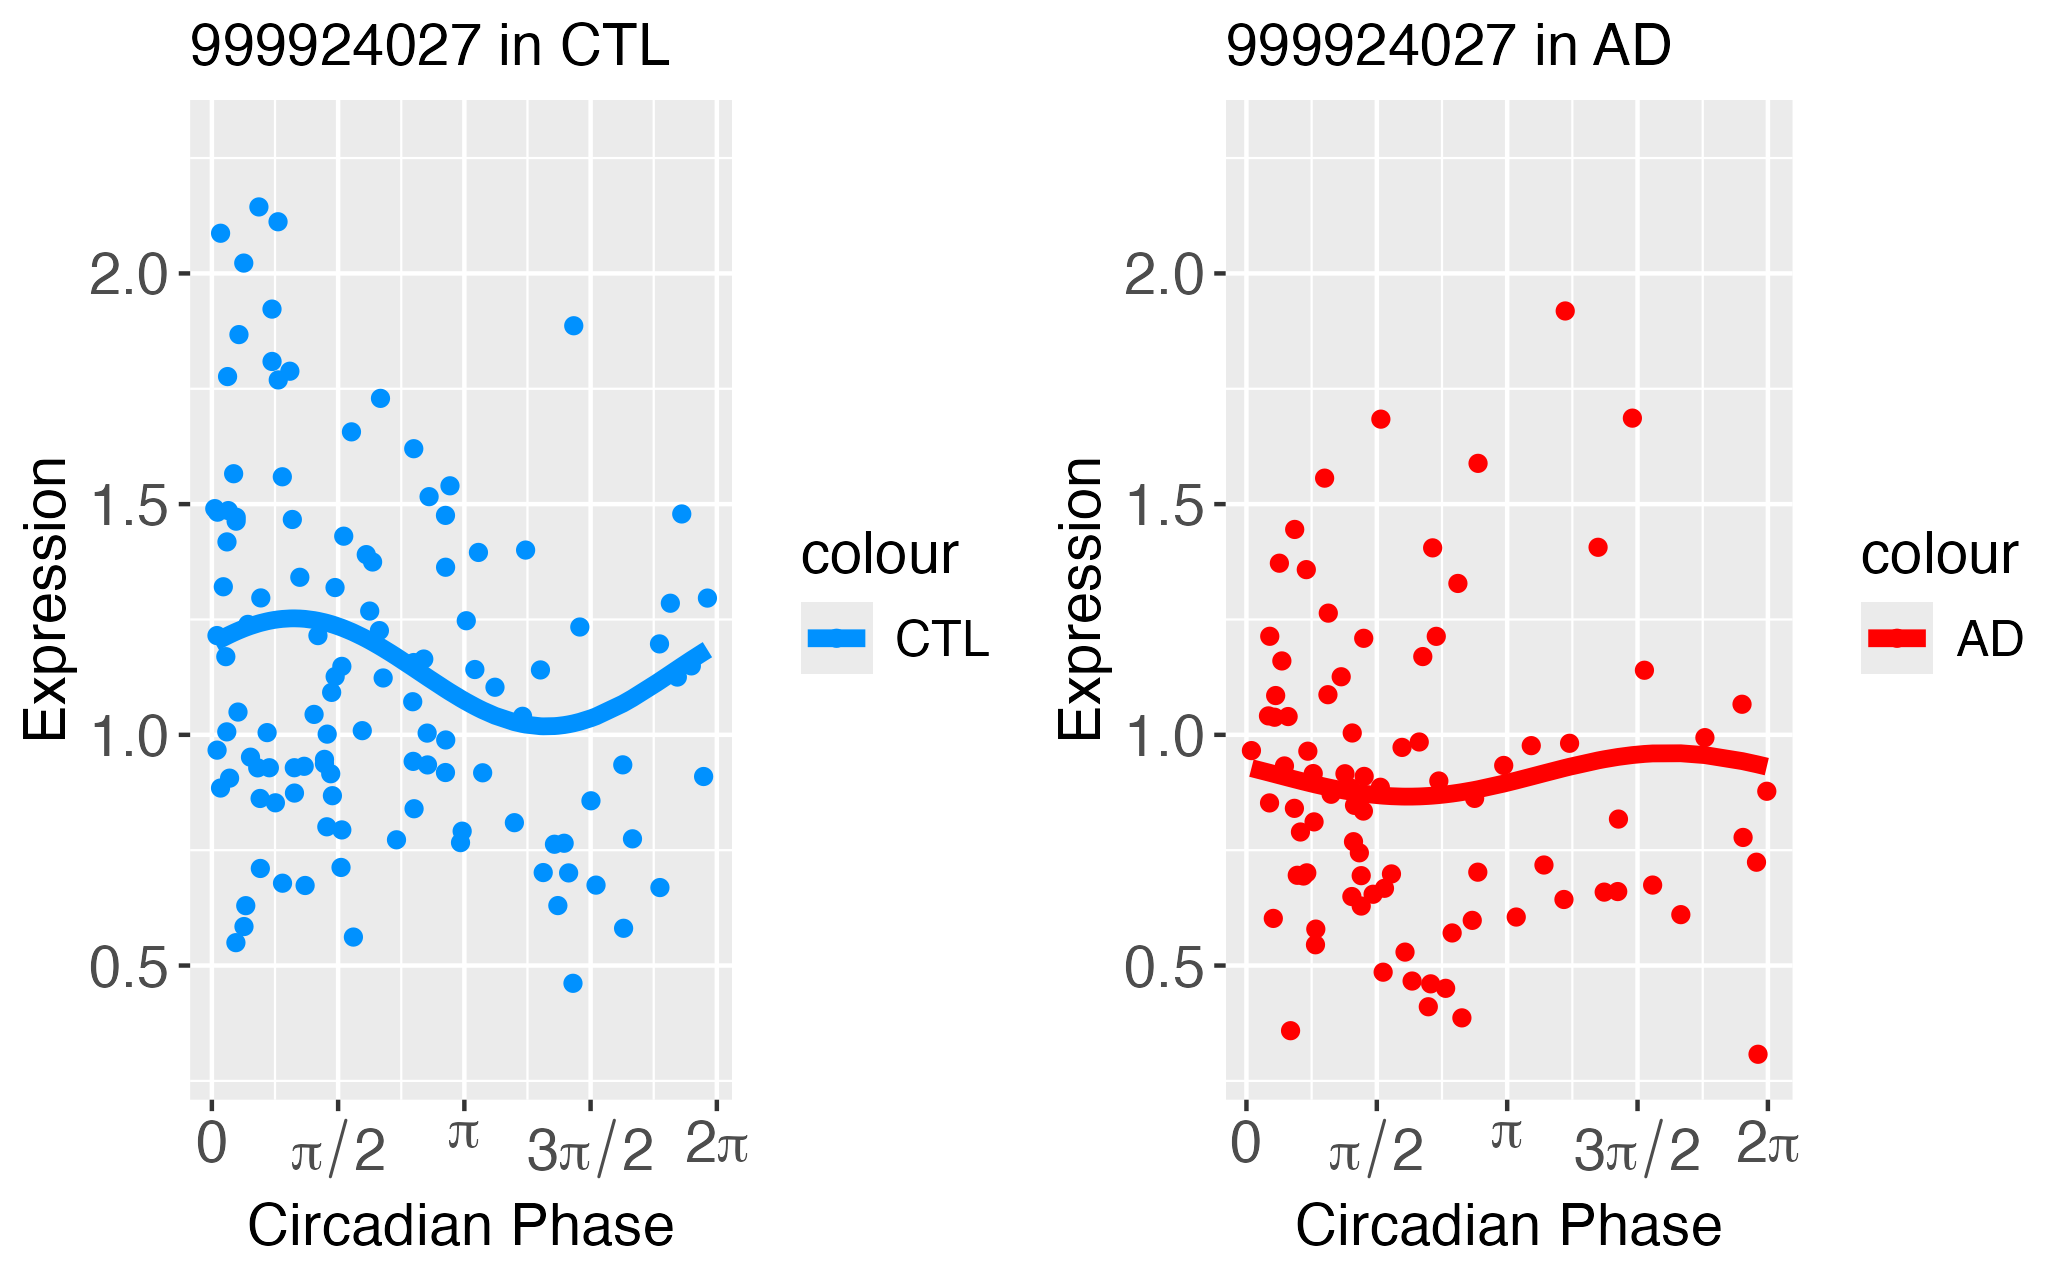 999924027 in CTL
Expression
2.0
1.5
1.0
0.5
0 π/2 π 3π/2 2π
Circadian Phase
colour
CTL
999924027 in AD
Expression
2.0
1.5
1.0
0.5
0 π/2 π 3π/2 2π
Circadian Phase
colour
AD